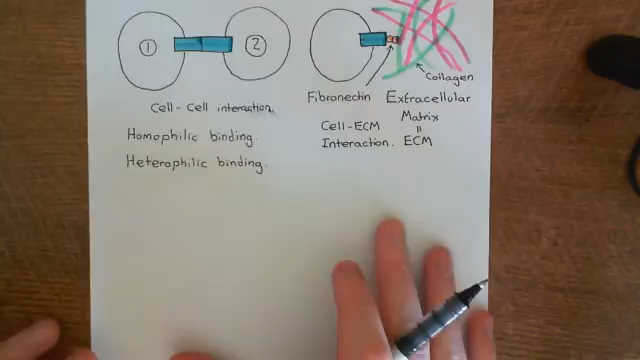 1
2
Cell-Cell interaction.
Homophilic binding.
Heterophilic binding.
Collagen
Fibronectin
Extracellular
Matrix
=
ECM
Cell-ECM
Interaction.